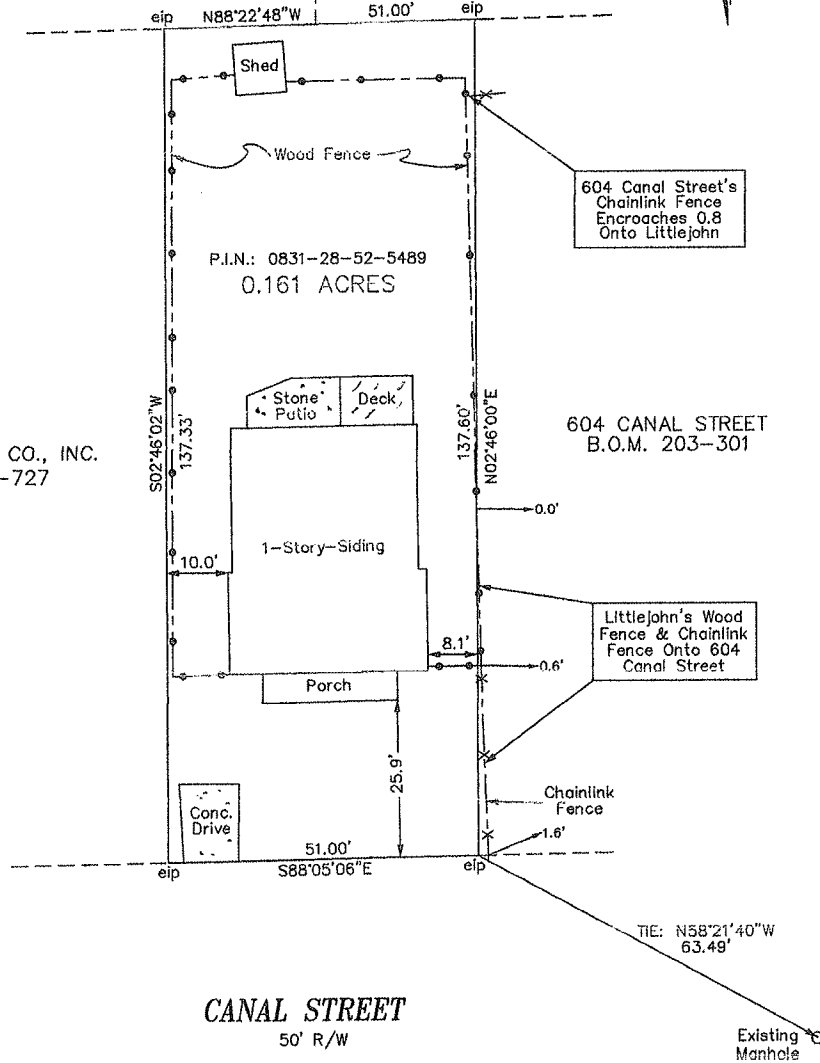 eip N88°22'48"W 51.00' eip
Shed
Wood Fence
604 Canal Street's
Chainlink Fence
Encroaches 0.8
Onto Littlejohn
P.I.N.: 0831-28-52-5489
0.161 ACRES
Stone
Patio
Deck
S02°46'02"W
137.33'
137.60'
N02°46'00"E
604 CANAL STREET
B.O.M. 203-301
CO., INC.
-727
0.0'
1-Story-Siding
10.0'
Littlejohn's Wood
Fence & Chainlink
Fence Onto 604
Canal Street
8.1'
0.6'
Porch
25.9'
Conc.
Drive
Chainlink
Fence
1.6'
51.00'
eip S88°05'06"E eip
TIE: N58°21'40"W
63.49'
CANAL STREET
50' R/W
Existing
Manhole